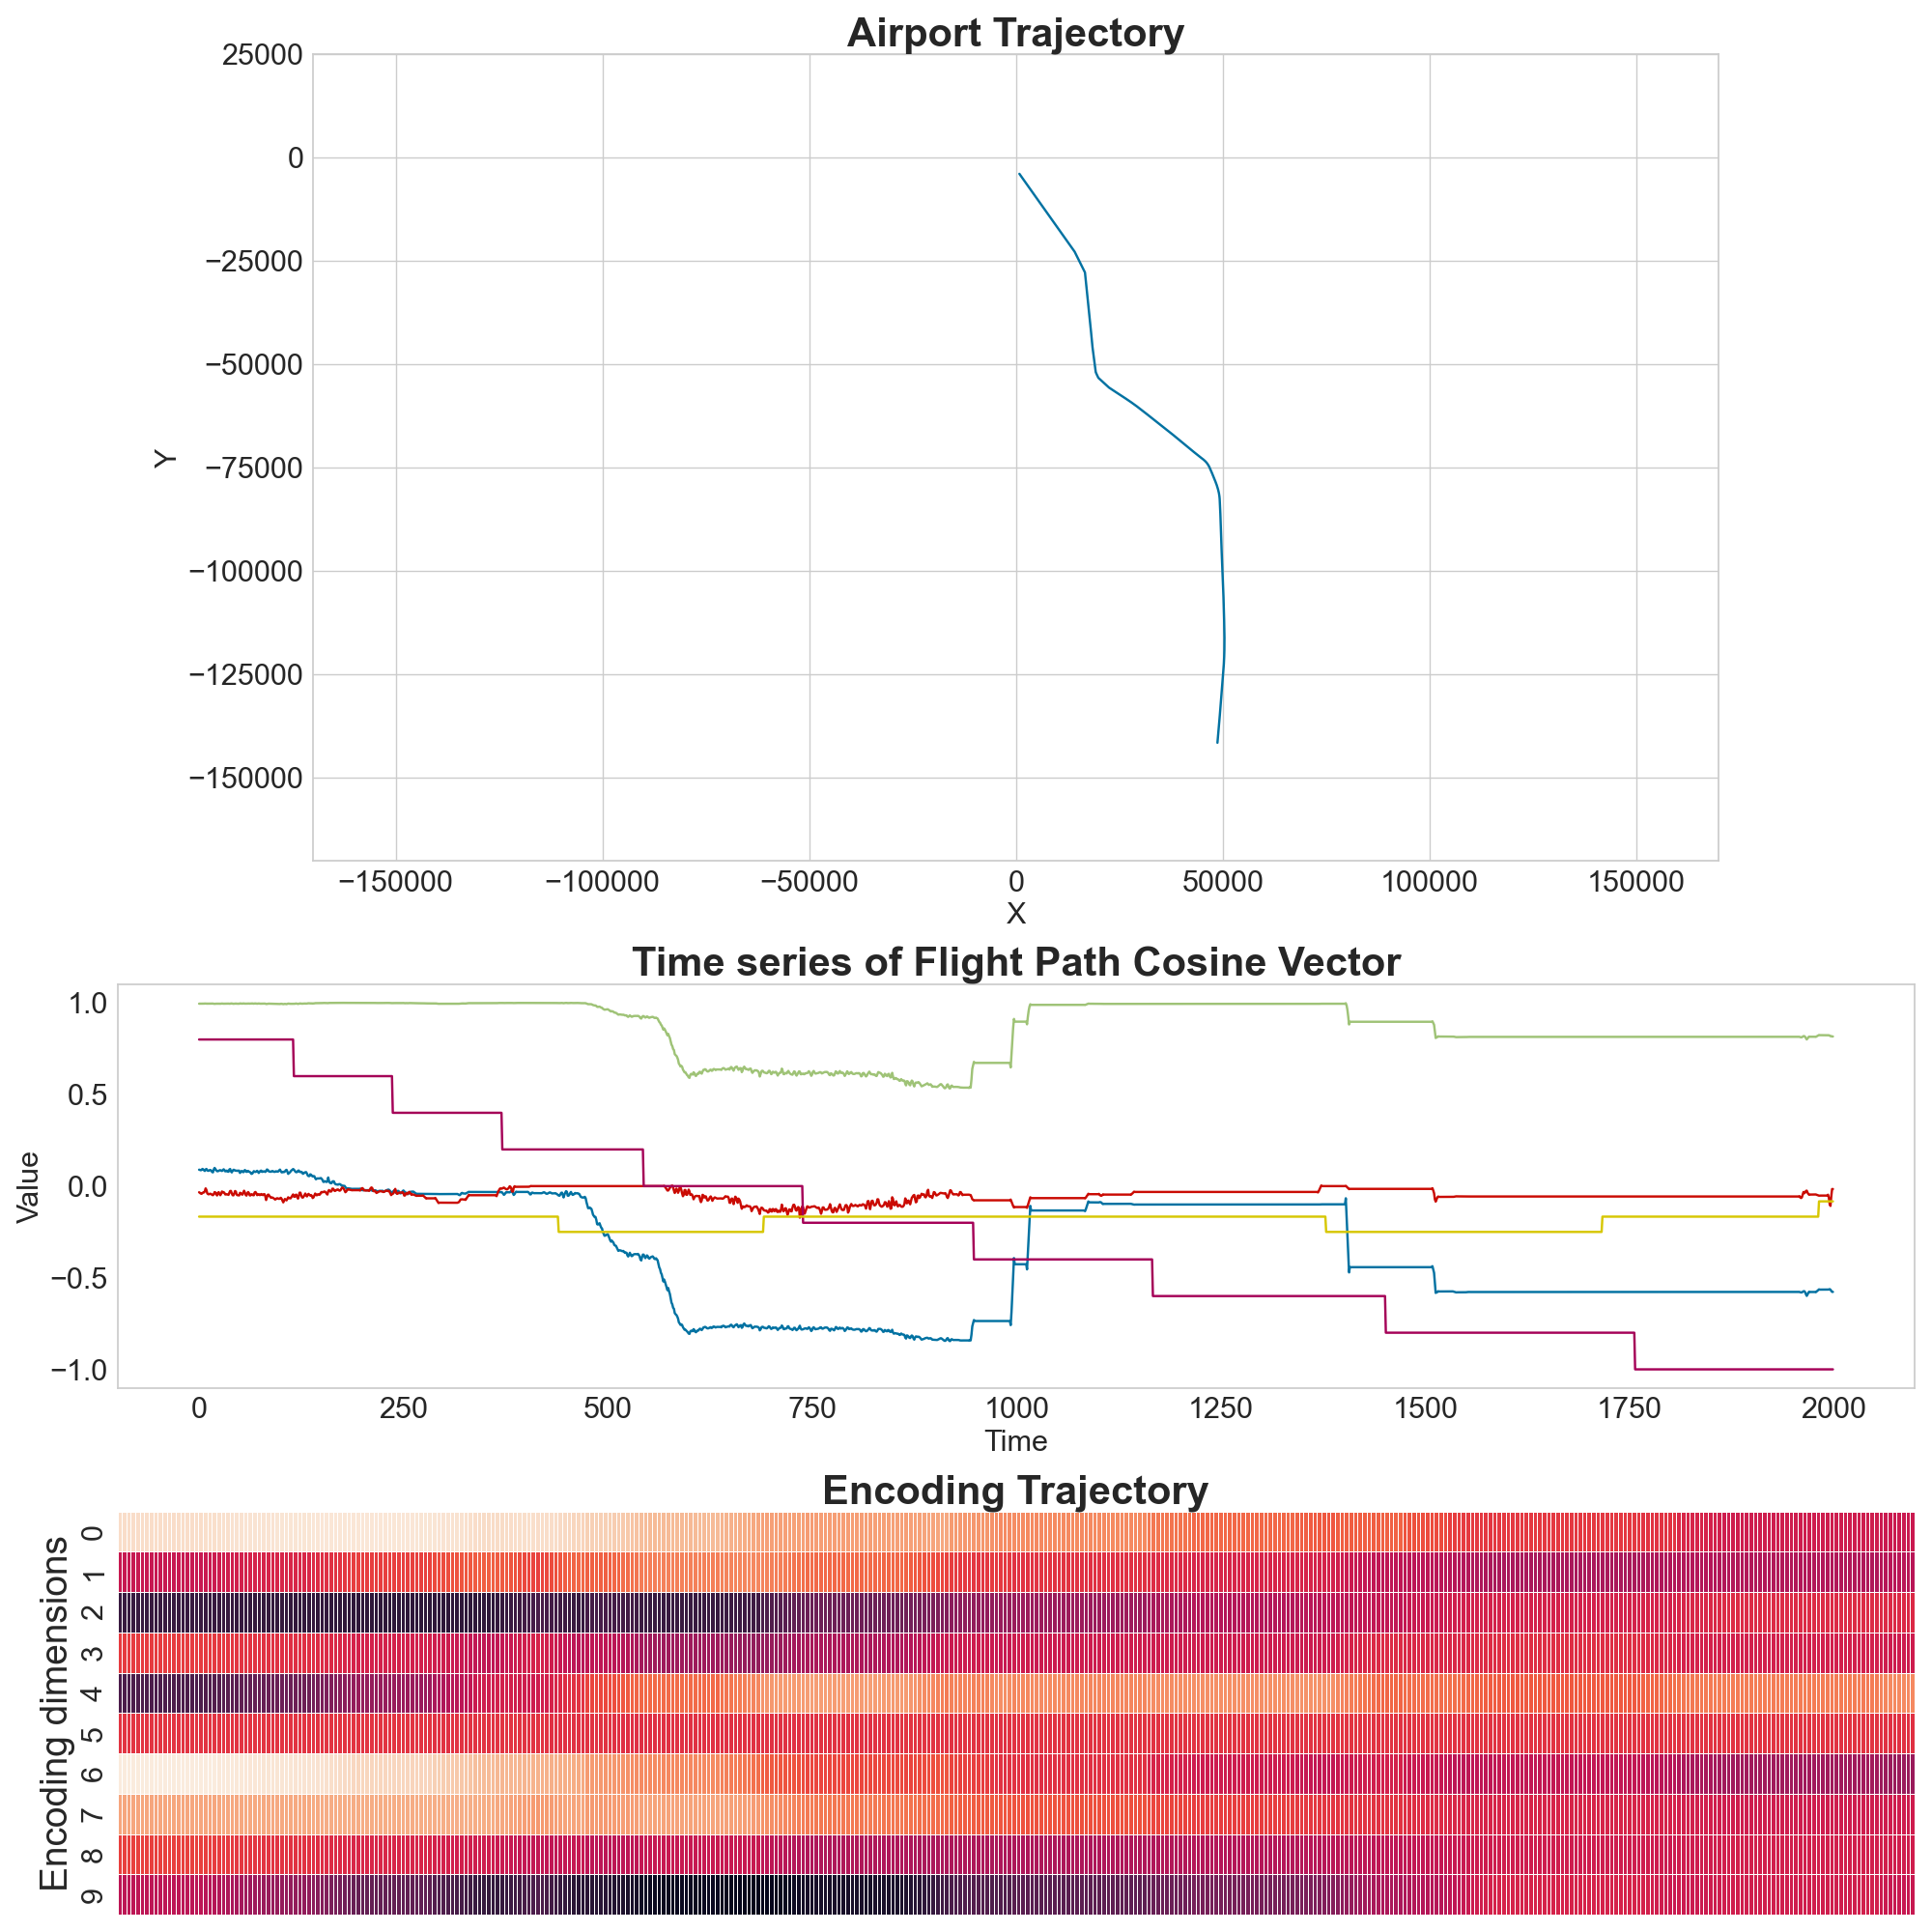 Airport Trajectory
25000
0
−25000
−50000
−75000
−100000
−125000
−150000
Y
−150000 −100000 −50000 0 50000 100000 150000
X
Time series of Flight Path Cosine Vector
1.0
0.5
0.0
−0.5
−1.0
Value
0 250 500 750 1000 1250 1500 1750 2000
Time
Encoding Trajectory
Encoding dimensions
0
1
2
3
4
5
6
7
8
9